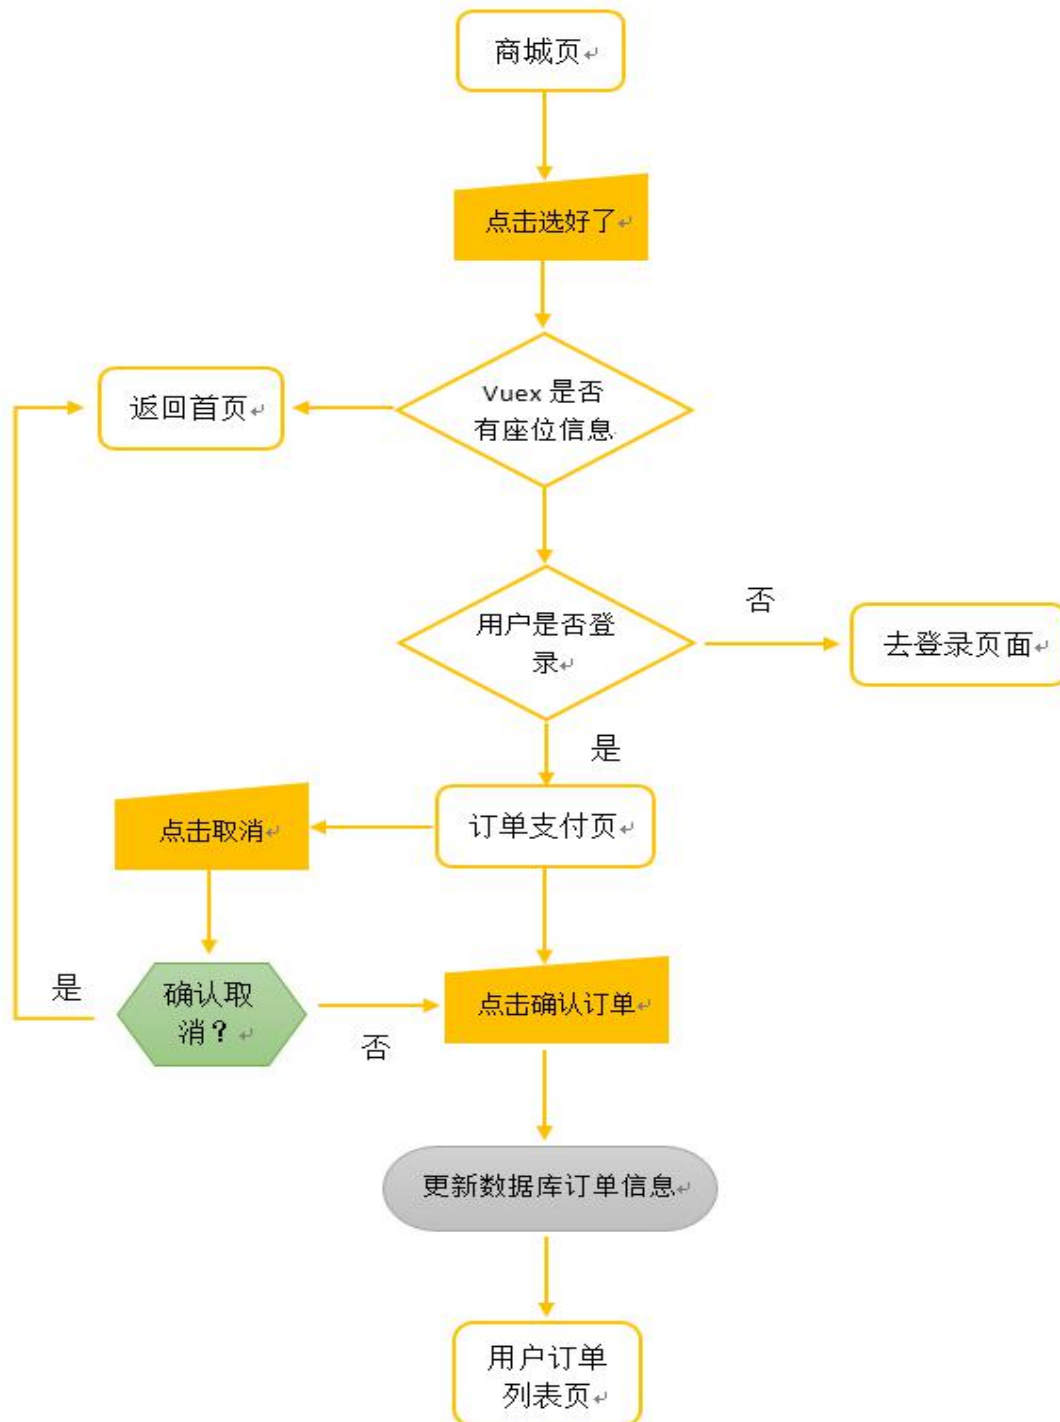 商城页
点击选好了
Vuex 是否
有座位信息
返回首页
用户是否登
录
否
去登录页面
是
订单支付页
点击取消
是
确认取
消？
否
点击确认订单
更新数据库订单信息
用户订单
列表页